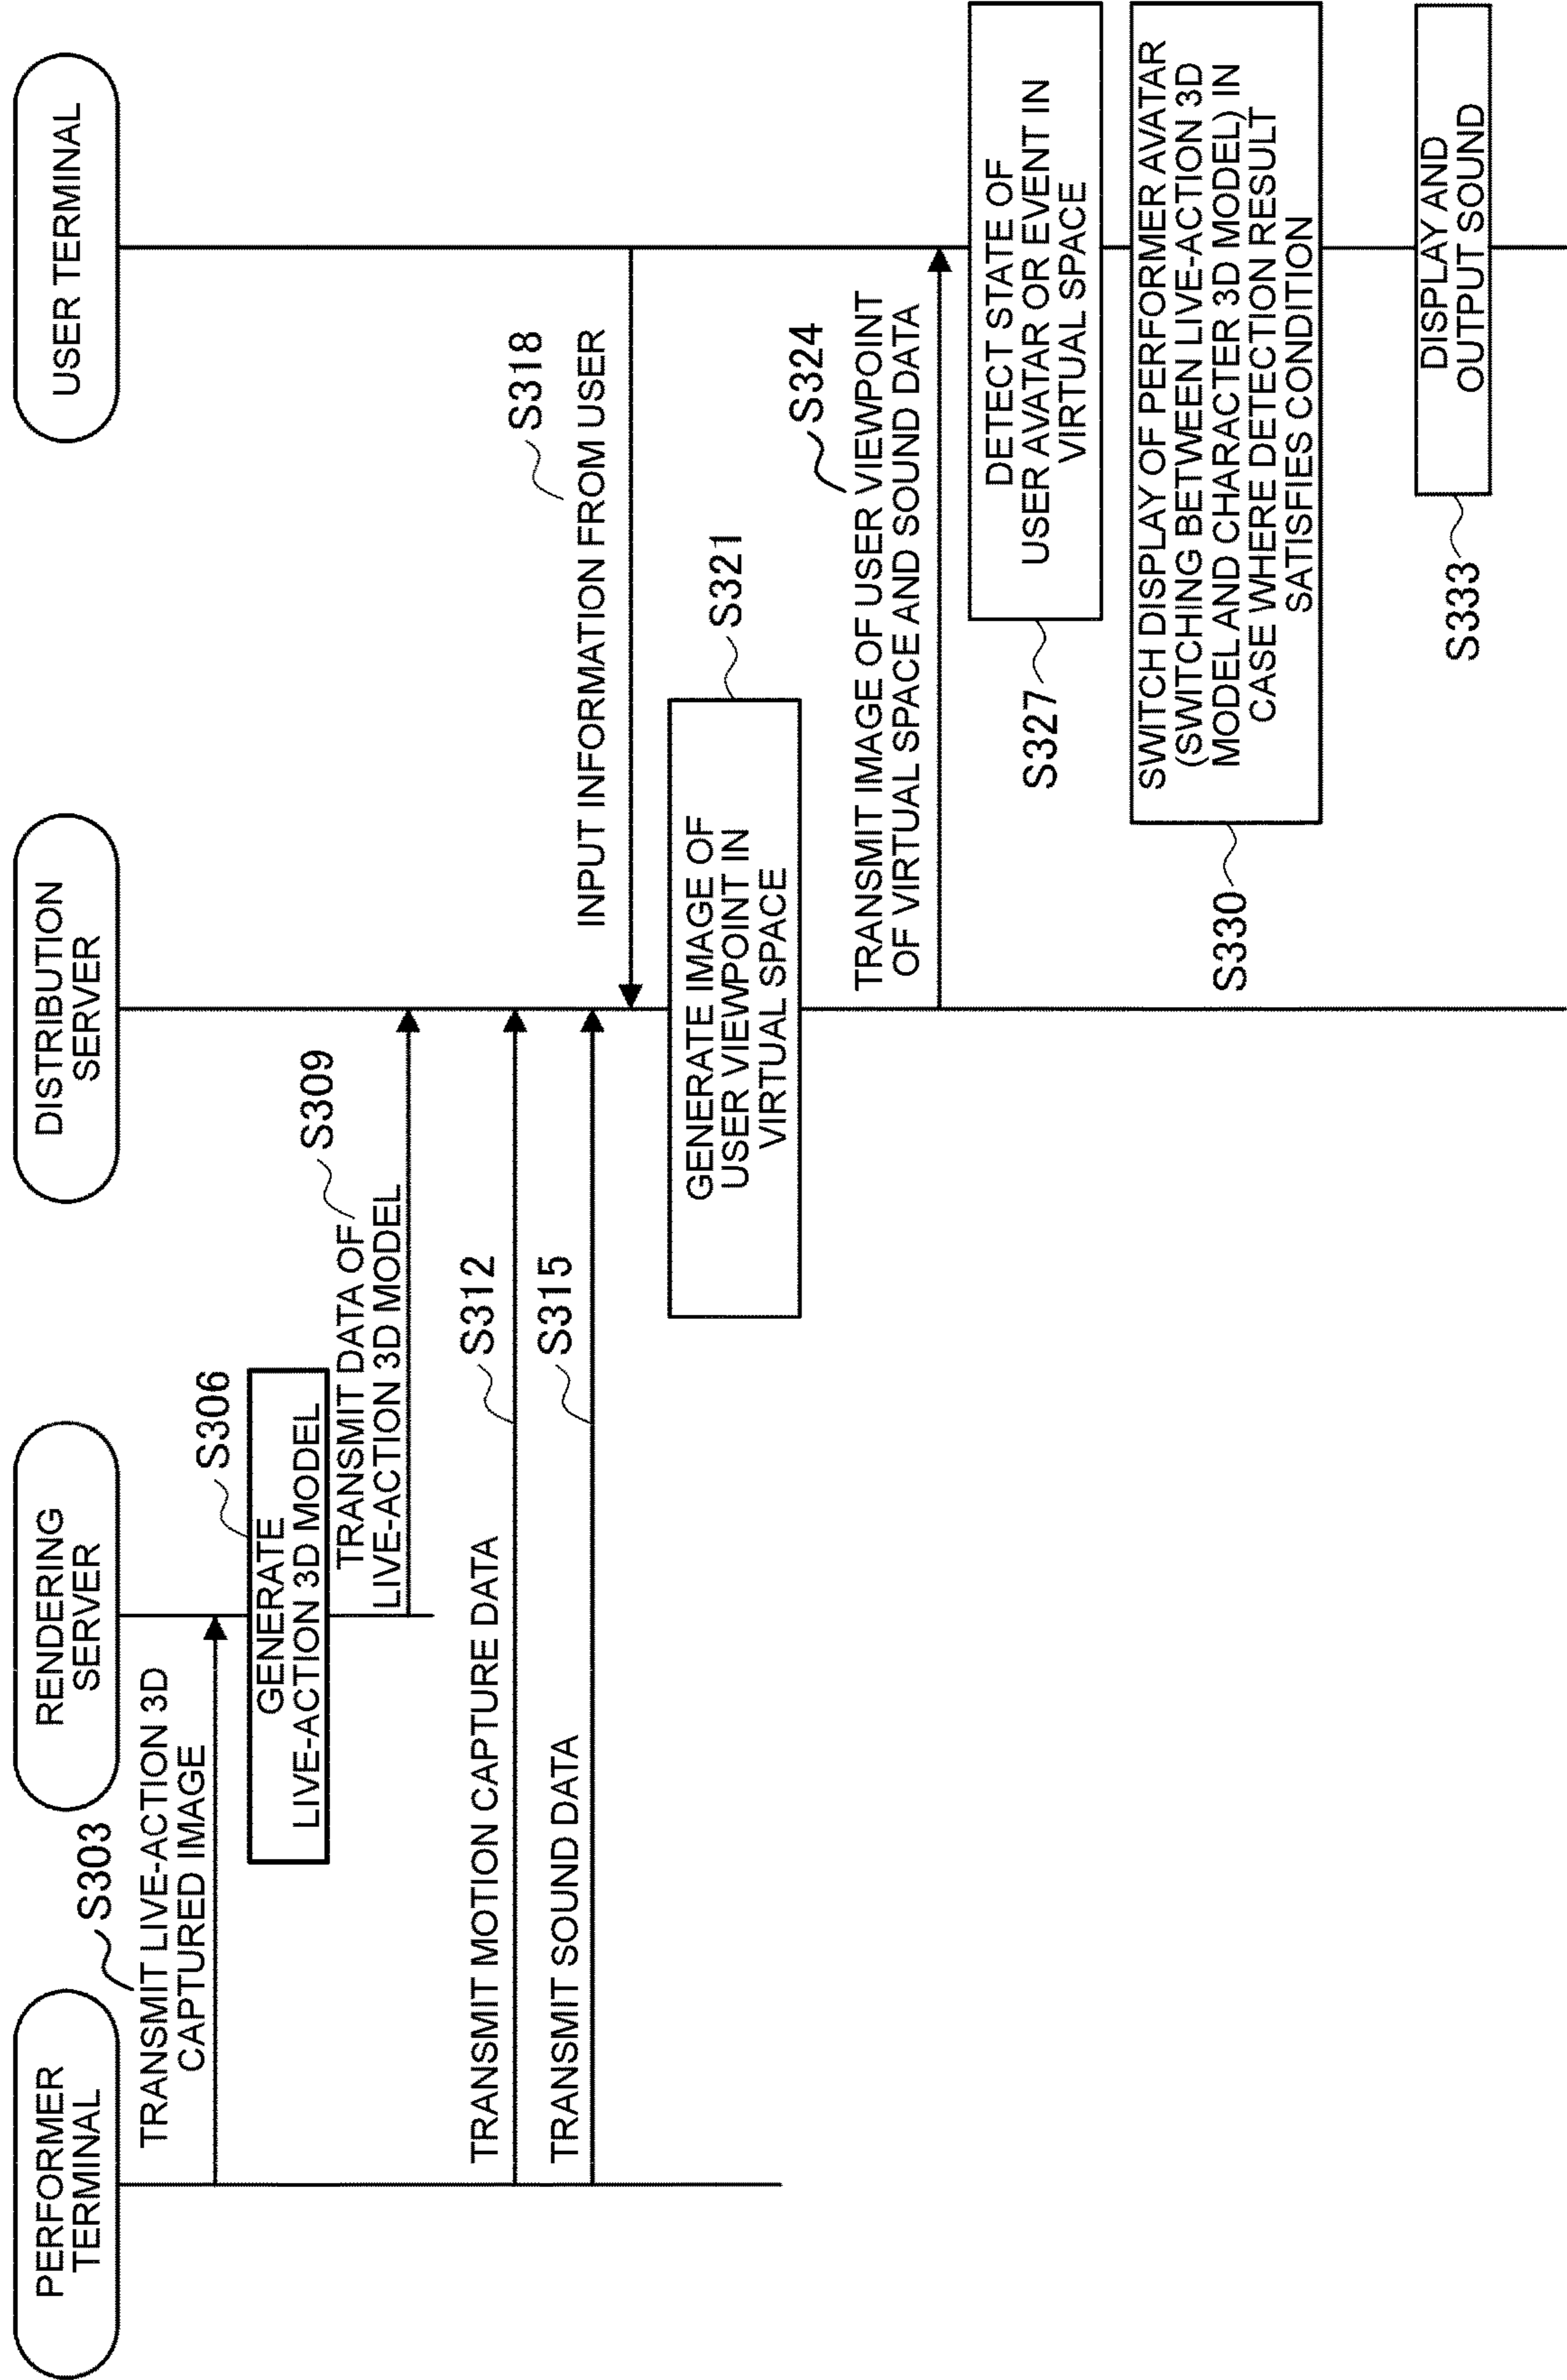 PERFORMER
TERMINAL
RENDERING
SERVER
DISTRIBUTION
SERVER
USER TERMINAL
S303
TRANSMIT LIVE-ACTION 3D
CAPTURED IMAGE
S306
GENERATE
LIVE-ACTION 3D MODEL
S309
TRANSMIT DATA OF
LIVE-ACTION 3D MODEL
TRANSMIT MOTION CAPTURE DATA
S312
TRANSMIT SOUND DATA
S315
S318
INPUT INFORMATION FROM USER
S321
GENERATE IMAGE OF
USER VIEWPOINT IN
VIRTUAL SPACE
S324
TRANSMIT IMAGE OF USER VIEWPOINT
OF VIRTUAL SPACE AND SOUND DATA
S327
DETECT STATE OF
USER AVATAR OR EVENT IN
VIRTUAL SPACE
S330
SWITCH DISPLAY OF PERFORMER AVATAR
(SWITCHING BETWEEN LIVE-ACTION 3D
MODEL AND CHARACTER 3D MODEL) IN
CASE WHERE DETECTION RESULT
SATISFIES CONDITION
S333
DISPLAY AND
OUTPUT SOUND